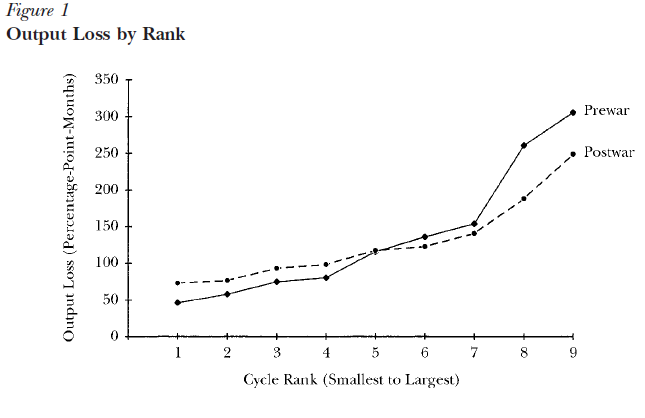 Figure 1
Output Loss by Rank
Output Loss (Percentage-Point-Months)
350
300
250
200
150
100
50
0
Prewar
Postwar
1 2 3 4 5 6 7 8 9
Cycle Rank (Smallest to Largest)